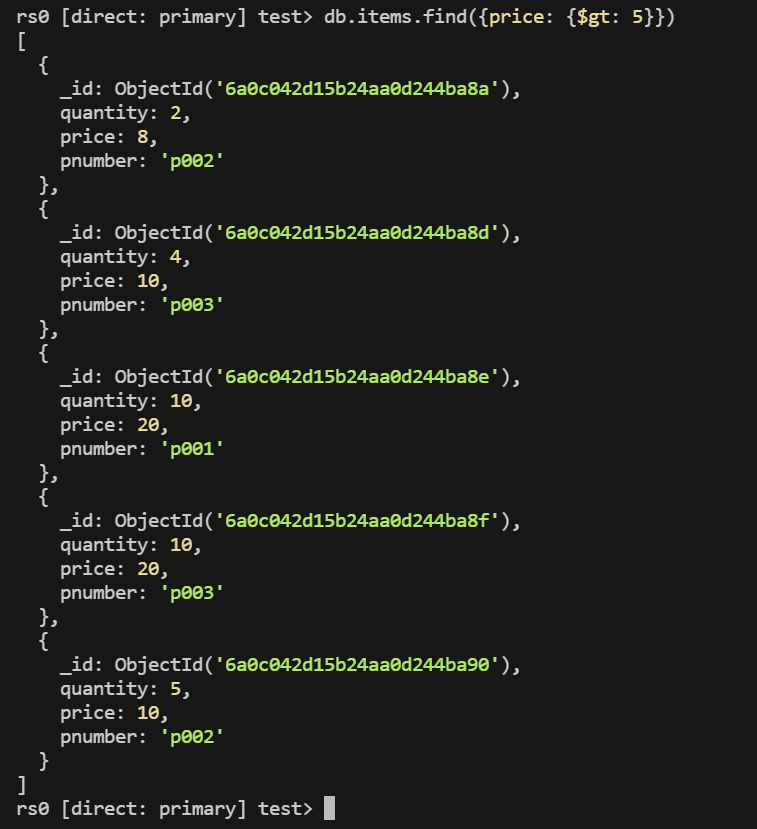 rs0 [direct: primary] test> db.items.find({price: {$gt: 5}})
[
  {
    _id: ObjectId('6a0c042d15b24aa0d244ba8a'),
    quantity: 2,
    price: 8,
    pnumber: 'p002'
  },
  {
    _id: ObjectId('6a0c042d15b24aa0d244ba8d'),
    quantity: 4,
    price: 10,
    pnumber: 'p003'
  },
  {
    _id: ObjectId('6a0c042d15b24aa0d244ba8e'),
    quantity: 10,
    price: 20,
    pnumber: 'p001'
  },
  {
    _id: ObjectId('6a0c042d15b24aa0d244ba8f'),
    quantity: 10,
    price: 20,
    pnumber: 'p003'
  },
  {
    _id: ObjectId('6a0c042d15b24aa0d244ba90'),
    quantity: 5,
    price: 10,
    pnumber: 'p002'
  }
]
rs0 [direct: primary] test>